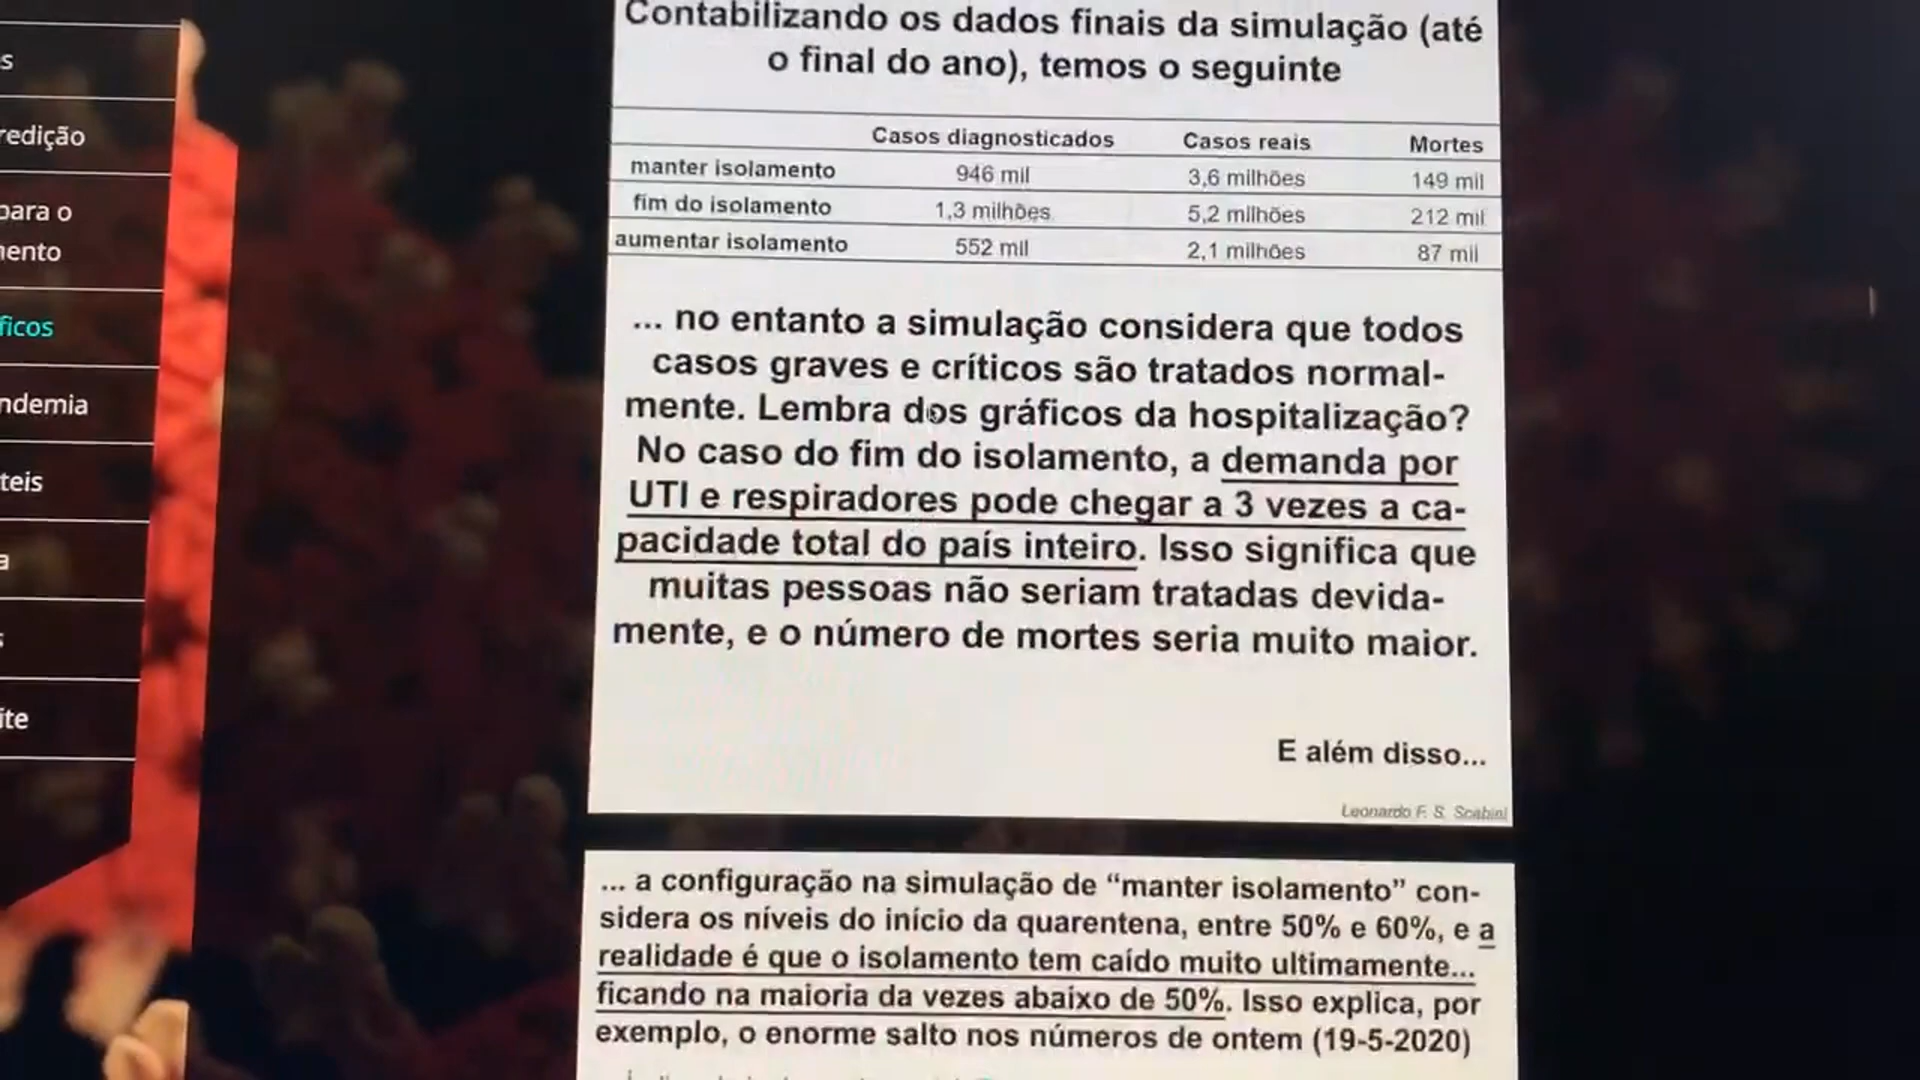 s
redição
para o
nento
ficos
ndemia
teis
a
s
ite
Contabilizando os dados finais da simulação (até
o final do ano), temos o seguinte
Casos diagnosticados Casos reais Mortes
manter isolamento 946 mil 3,6 milhões 149 mil
fim do isolamento 1,3 milhões 5,2 milhões 212 mil
aumentar isolamento 552 mil 2,1 milhões 87 mil
... no entanto a simulação considera que todos
casos graves e críticos são tratados normal-
mente. Lembra dos gráficos da hospitalização?
No caso do fim do isolamento, a demanda por
UTI e respiradores pode chegar a 3 vezes a ca-
pacidade total do país inteiro. Isso significa que
muitas pessoas não seriam tratadas devida-
mente, e o número de mortes seria muito maior.
E além disso...
Leonardo F. S. Scabini
... a configuração na simulação de “manter isolamento” con-
sidera os níveis do início da quarentena, entre 50% e 60%, e a
realidade é que o isolamento tem caído muito ultimamente...
ficando na maioria da vezes abaixo de 50%. Isso explica, por
exemplo, o enorme salto nos números de ontem (19-5-2020)